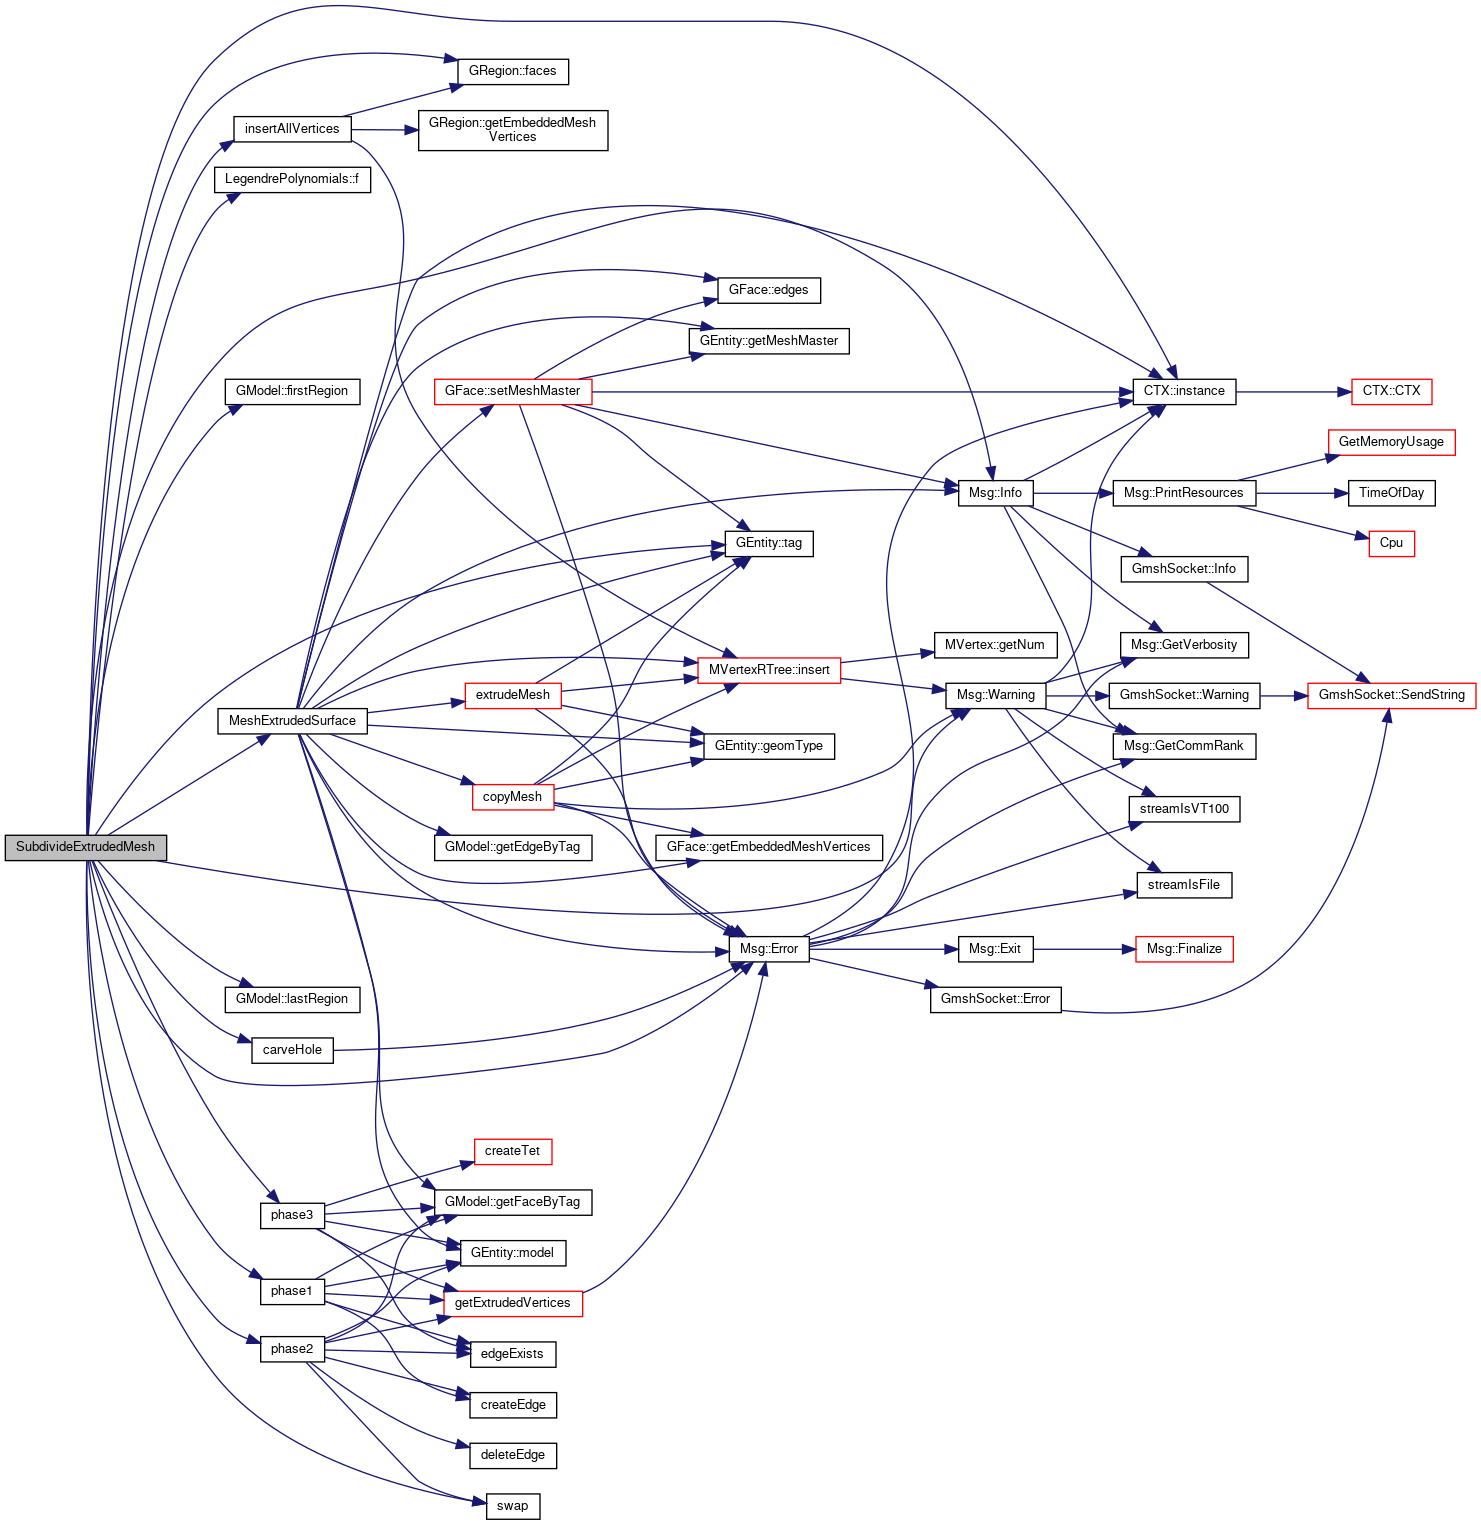 GRegion::faces
insertAllVertices
GRegion::getEmbeddedMesh
Vertices
LegendrePolynomials::f
GFace::edges
GEntity::getMeshMaster
GModel::firstRegion
GFace::setMeshMaster
CTX::instance
CTX::CTX
GetMemoryUsage
Msg::Info
Msg::PrintResources
TimeOfDay
GEntity::tag
Cpu
GmshSocket::Info
MVertex::getNum
Msg::GetVerbosity
MVertexRTree::insert
extrudeMesh
Msg::Warning
GmshSocket::Warning
GmshSocket::SendString
MeshExtrudedSurface
GEntity::geomType
Msg::GetCommRank
copyMesh
streamIsVT100
SubdivideExtrudedMesh
GModel::getEdgeByTag
GFace::getEmbeddedMeshVertices
streamIsFile
Msg::Error
Msg::Exit
Msg::Finalize
GModel::lastRegion
GmshSocket::Error
carveHole
createTet
GModel::getFaceByTag
phase3
GEntity::model
phase1
getExtrudedVertices
phase2
edgeExists
createEdge
deleteEdge
swap